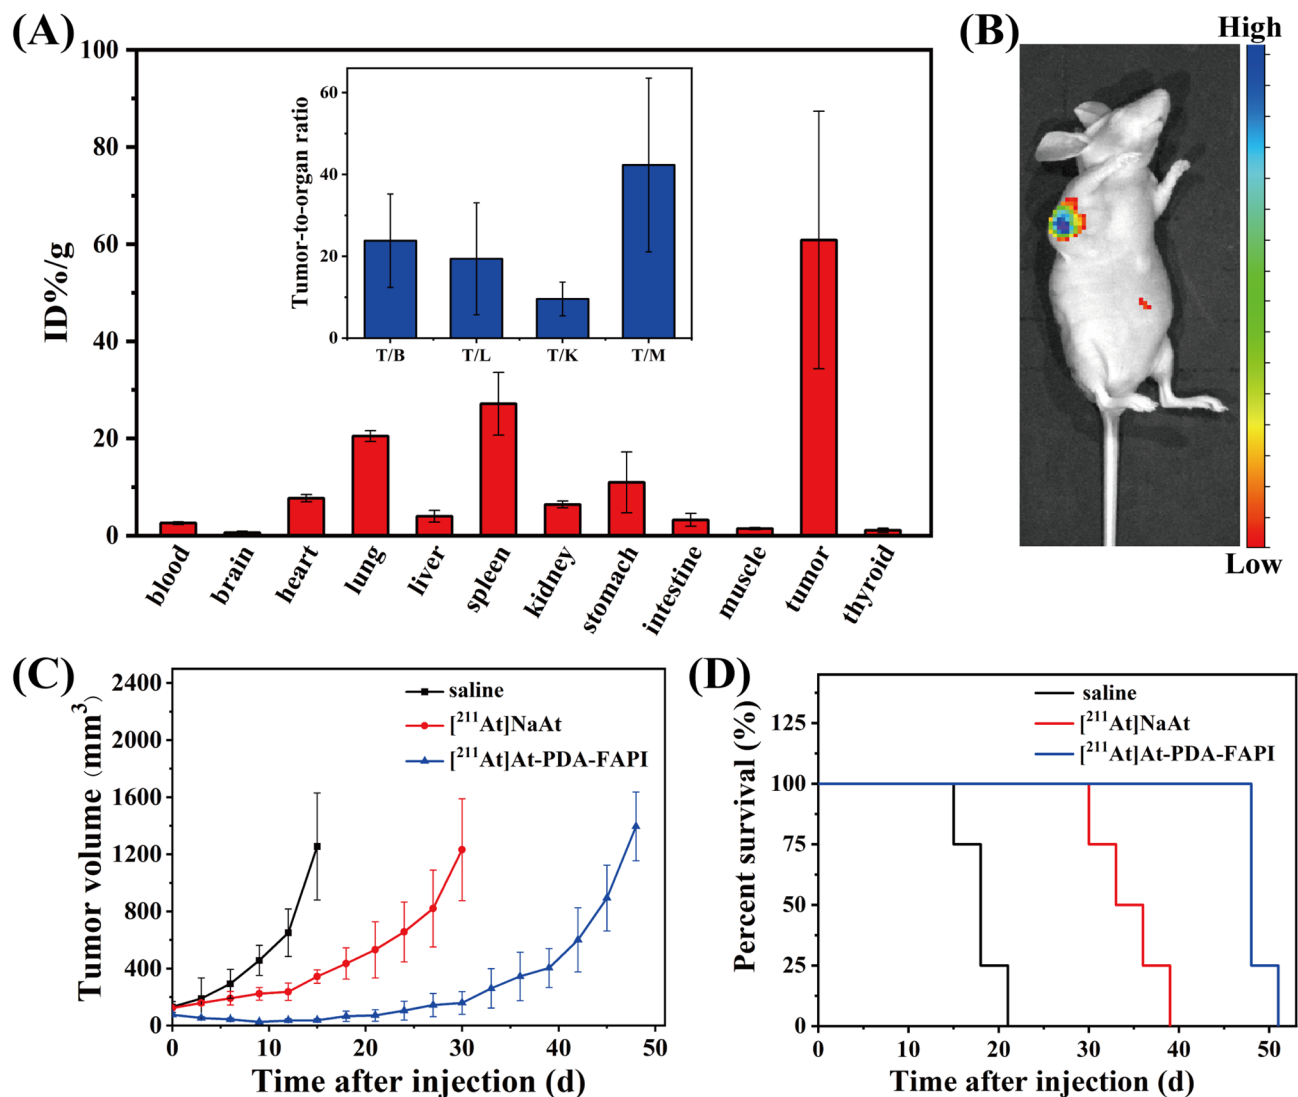 (A)
100
80
60
40
20
0
ID%/g
60
40
20
0
Tumor-to-organ ratio
T/B T/L T/K T/M
blood brain heart lung liver spleen kidney stomach intestine muscle tumor thyroid
(B)
High
Low
(C)
2400
2000
1600
1200
800
400
0
Tumor volume (mm³)
saline
[²¹¹At]NaAt
[²¹¹At]At-PDA-FAPI
0 10 20 30 40 50
Time after injection (d)
(D)
125
100
75
50
25
0
Percent survival (%)
saline
[²¹¹At]NaAt
[²¹¹At]At-PDA-FAPI
0 10 20 30 40 50
Time after injection (d)